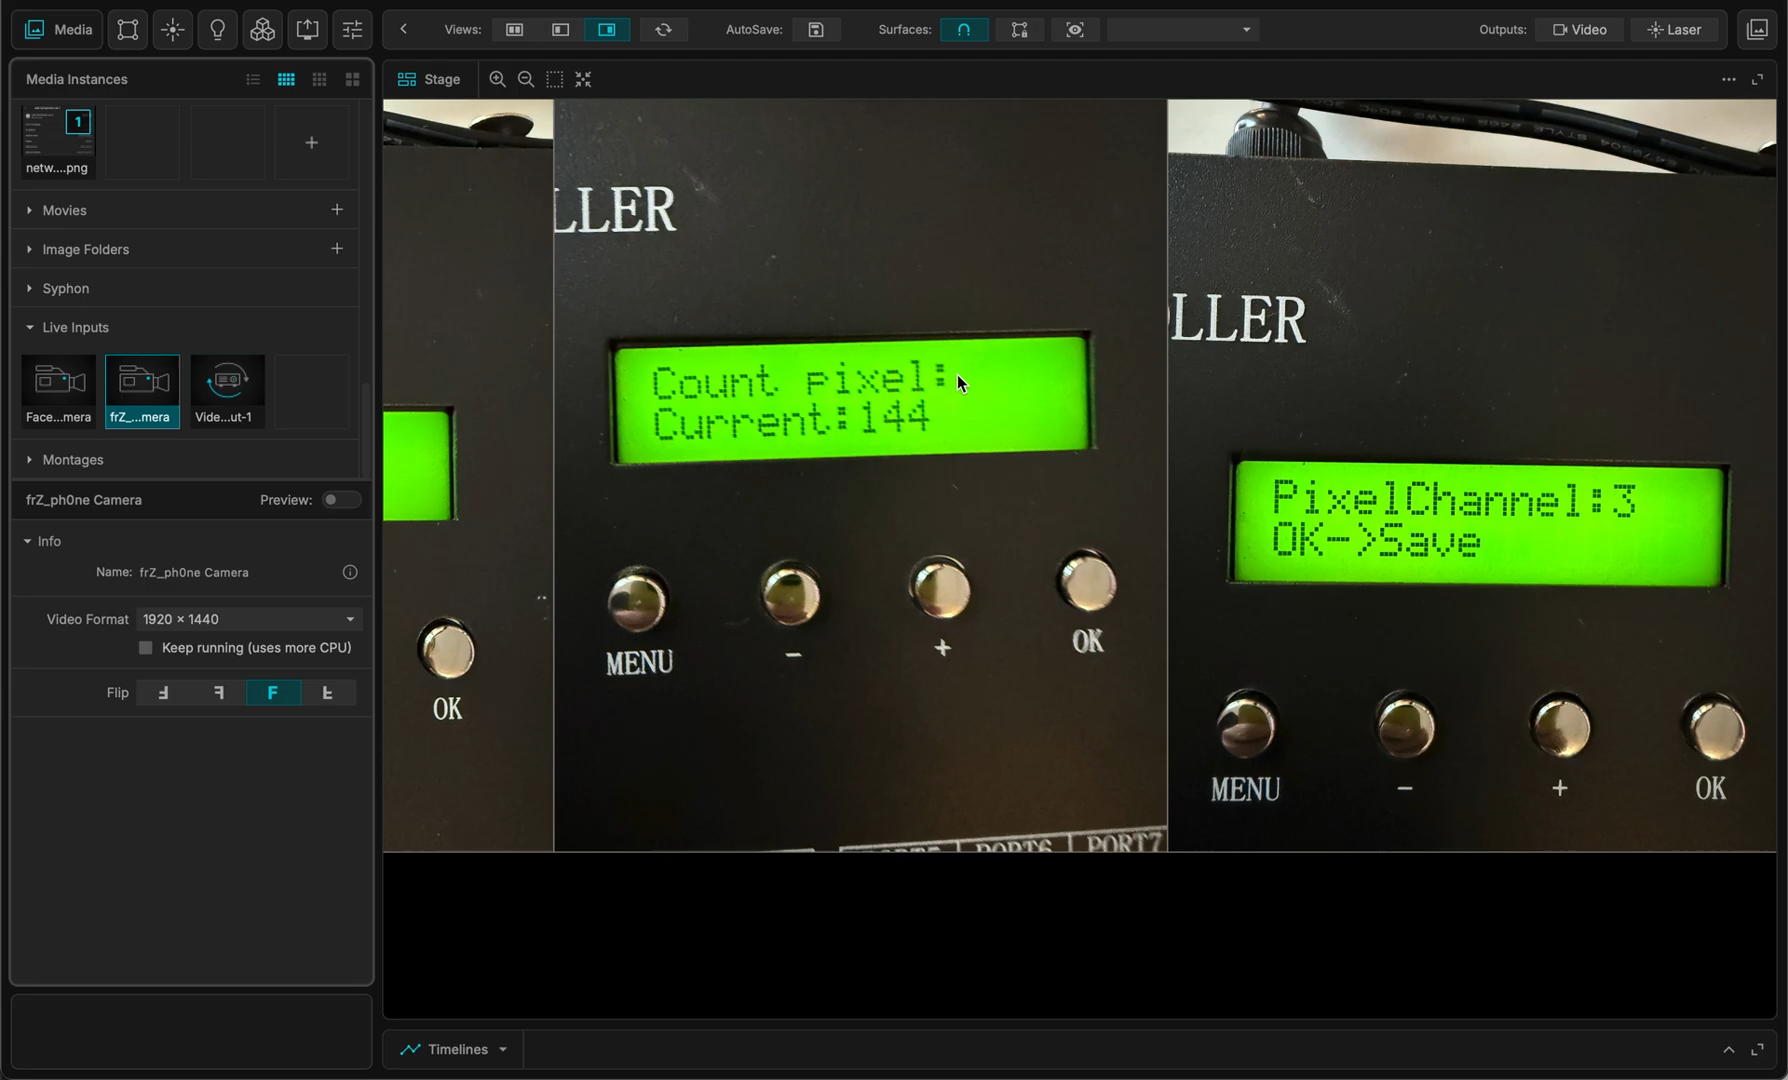 Media
Views:
AutoSave:
Surfaces:
Outputs:
Video
Laser
Media Instances
1
netw....png
Movies
Image Folders
Syphon
Live Inputs
Face...mera
frZ_...mera
Vide...ut-1
Montages
frZ_ph0ne Camera
Preview:
Info
Name: frZ_ph0ne Camera
Video Format 1920 × 1440
Keep running (uses more CPU)
Flip
Stage
OK
LLER
Count pixel:
Current:144
MENU
−
+
OK
PORT6 | PORT7
STYLE
LLER
PixelChannel:3
OK->Save
MENU
−
+
OK
Timelines